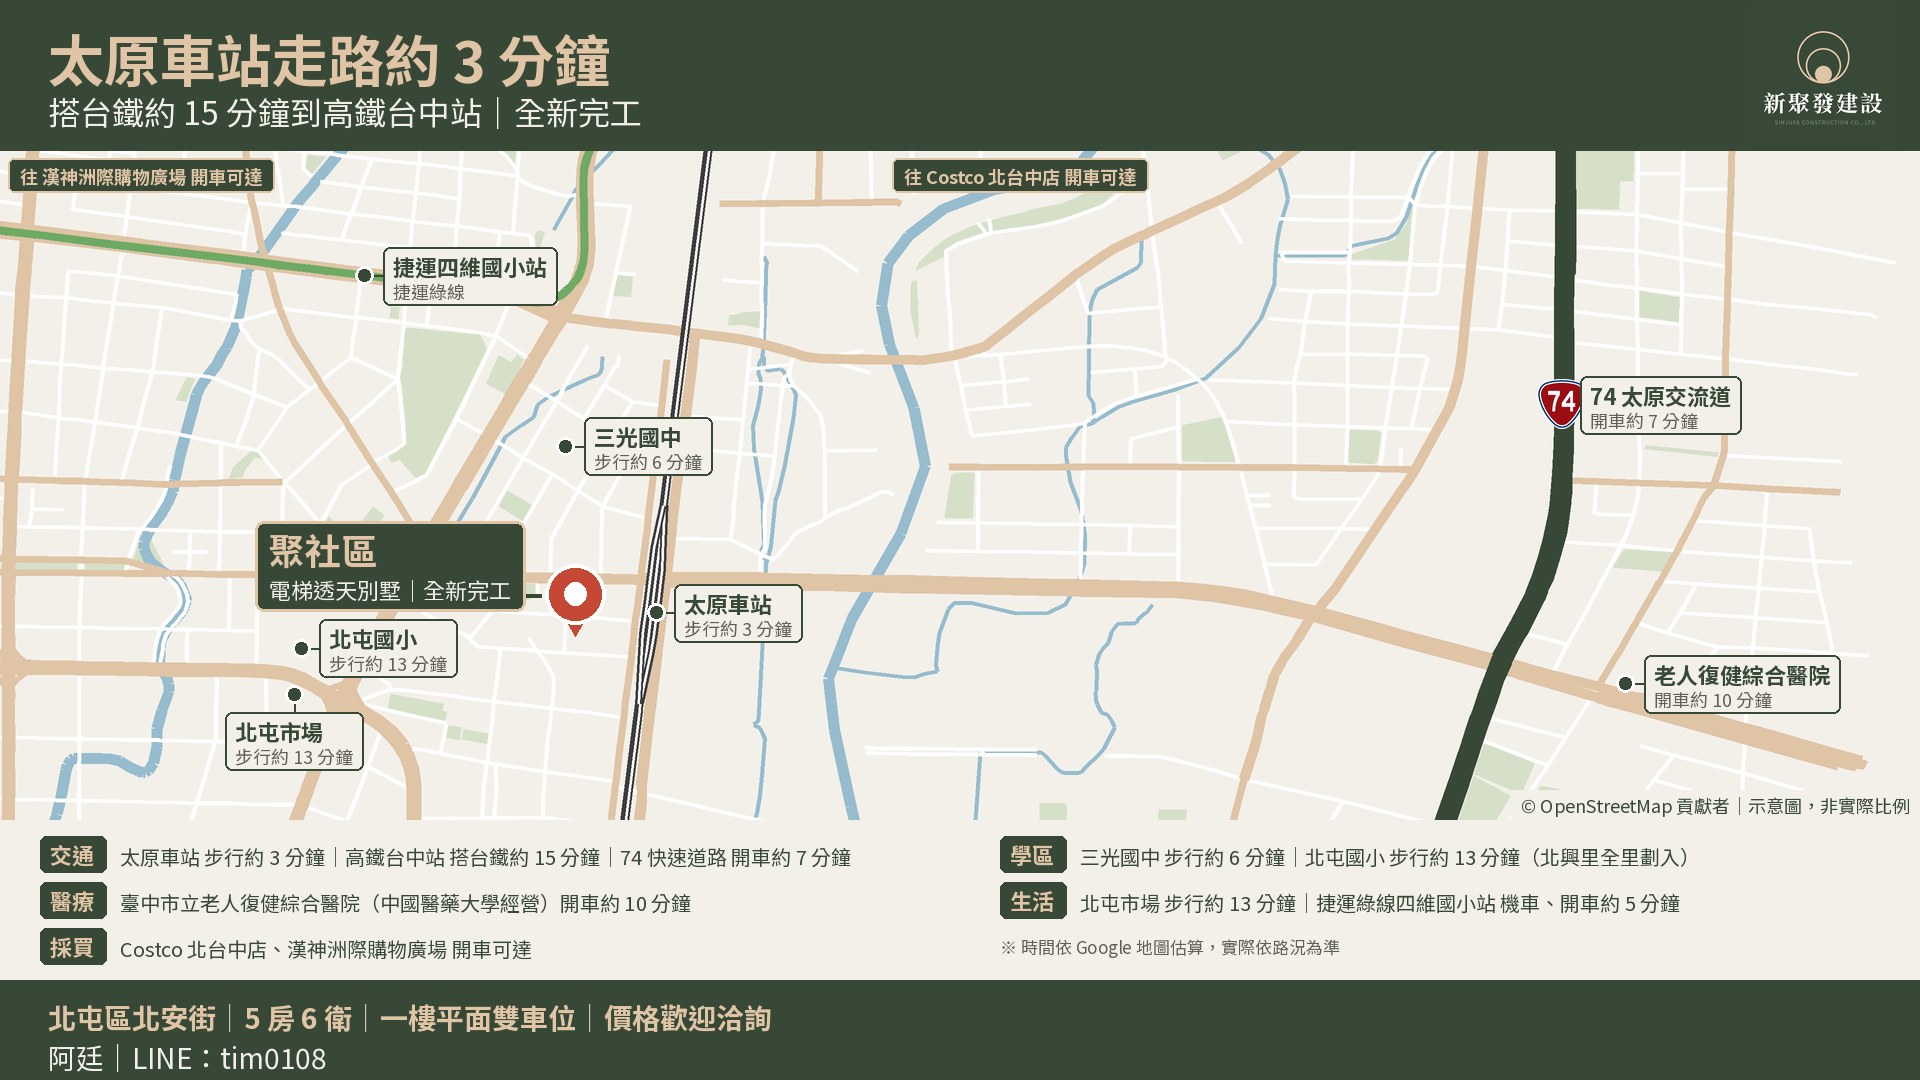 太原車站走路約 3 分鐘
搭台鐵約 15 分鐘到高鐵台中站｜全新完工
新聚發建設
SINJUFA CONSTRUCTION CO., LTD
往 漢神洲際購物廣場 開車可達
往 Costco 北台中店 開車可達
捷運四維國小站
捷運綠線
74
74 太原交流道
開車約 7 分鐘
三光國中
步行約 6 分鐘
聚社區
電梯透天別墅｜全新完工
太原車站
步行約 3 分鐘
北屯國小
步行約 13 分鐘
北屯市場
步行約 13 分鐘
老人復健綜合醫院
開車約 10 分鐘
© OpenStreetMap 貢獻者｜示意圖，非實際比例
交通 太原車站 步行約 3 分鐘｜高鐵台中站 搭台鐵約 15 分鐘｜74 快速道路 開車約 7 分鐘
醫療 臺中市立老人復健綜合醫院（中國醫藥大學經營）開車約 10 分鐘
採買 Costco 北台中店、漢神洲際購物廣場 開車可達
學區 三光國中 步行約 6 分鐘｜北屯國小 步行約 13 分鐘（北興里全里劃入）
生活 北屯市場 步行約 13 分鐘｜捷運綠線四維國小站 機車、開車約 5 分鐘
※ 時間依 Google 地圖估算，實際依路況為準
北屯區北安街｜5 房 6 衛｜一樓平面雙車位｜價格歡迎洽詢
阿廷｜LINE：tim0108